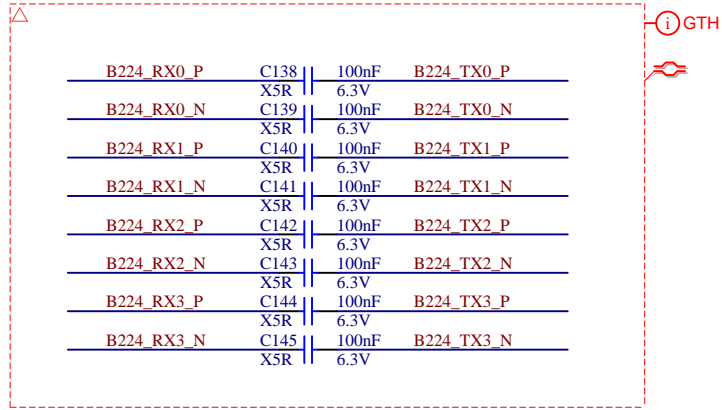 i GTH
B224_RX0_P C138 100nF B224_TX0_P
X5R 6.3V
B224_RX0_N C139 100nF B224_TX0_N
X5R 6.3V
B224_RX1_P C140 100nF B224_TX1_P
X5R 6.3V
B224_RX1_N C141 100nF B224_TX1_N
X5R 6.3V
B224_RX2_P C142 100nF B224_TX2_P
X5R 6.3V
B224_RX2_N C143 100nF B224_TX2_N
X5R 6.3V
B224_RX3_P C144 100nF B224_TX3_P
X5R 6.3V
B224_RX3_N C145 100nF B224_TX3_N
X5R 6.3V